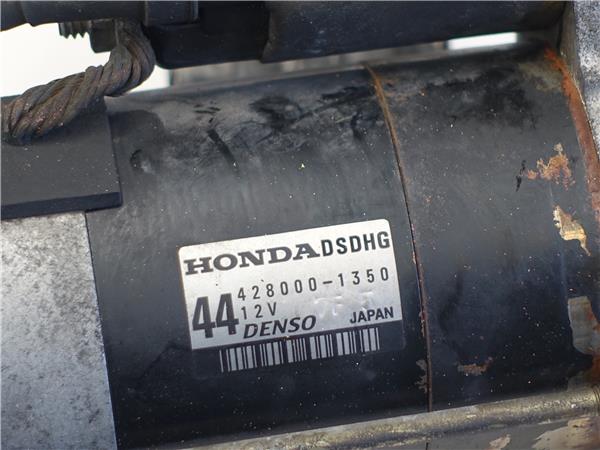 HONDA DSDHG
44 428000-1350
12V
DENSO JAPAN